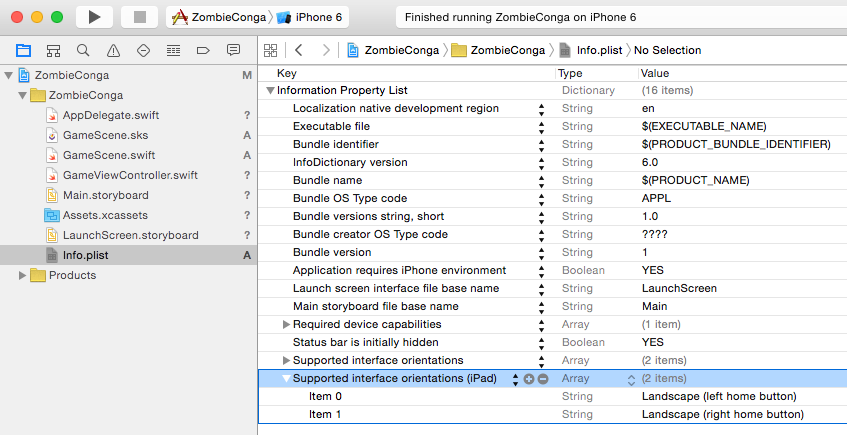 ZombieConga iPhone 6 Finished running ZombieConga on iPhone 6
ZombieConga ZombieConga Info.plist No Selection
ZombieConga M
ZombieConga
AppDelegate.swift ?
GameScene.sks A
GameScene.swift A
GameViewController.swift ?
Main.storyboard ?
Assets.xcassets ?
LaunchScreen.storyboard ?
Info.plist A
Products
Key Type Value
Information Property List Dictionary (16 items)
Localization native development region String en
Executable file String $(EXECUTABLE_NAME)
Bundle identifier String $(PRODUCT_BUNDLE_IDENTIFIER)
InfoDictionary version String 6.0
Bundle name String $(PRODUCT_NAME)
Bundle OS Type code String APPL
Bundle versions string, short String 1.0
Bundle creator OS Type code String ????
Bundle version String 1
Application requires iPhone environment Boolean YES
Launch screen interface file base name String LaunchScreen
Main storyboard file base name String Main
Required device capabilities Array (1 item)
Status bar is initially hidden Boolean YES
Supported interface orientations Array (2 items)
Supported interface orientations (iPad) Array (2 items)
Item 0 String Landscape (left home button)
Item 1 String Landscape (right home button)